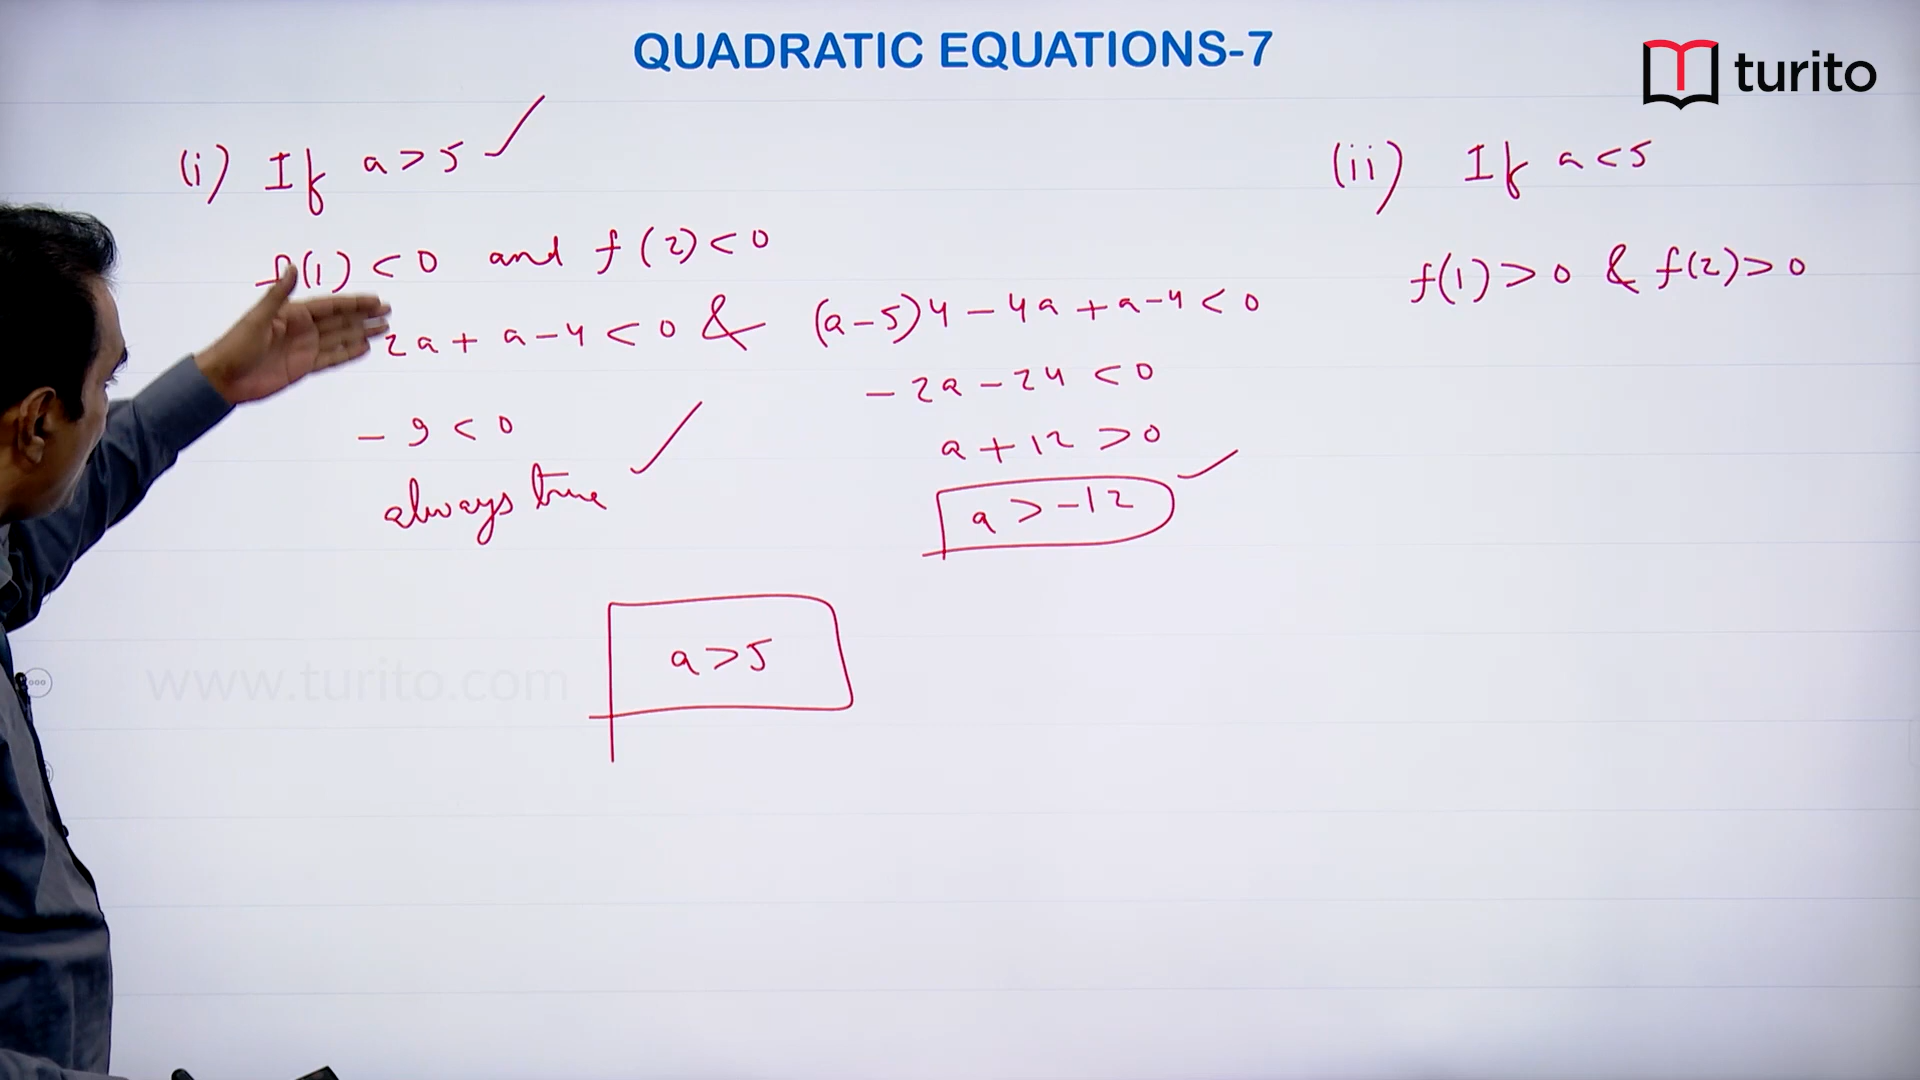 QUADRATIC EQUATIONS-7
turito
(i) If a > 5 ✓
f(1) < 0 and f(2) < 0
2a + a - 4 < 0 & (a-5)4 - 4a + a - 4 < 0
- 9 < 0
always true ✓
- 2a - 24 < 0
a + 12 > 0
a > -12 ✓
a > 5
(ii) If a < 5
f(1) > 0 & f(2) > 0
www.turito.com